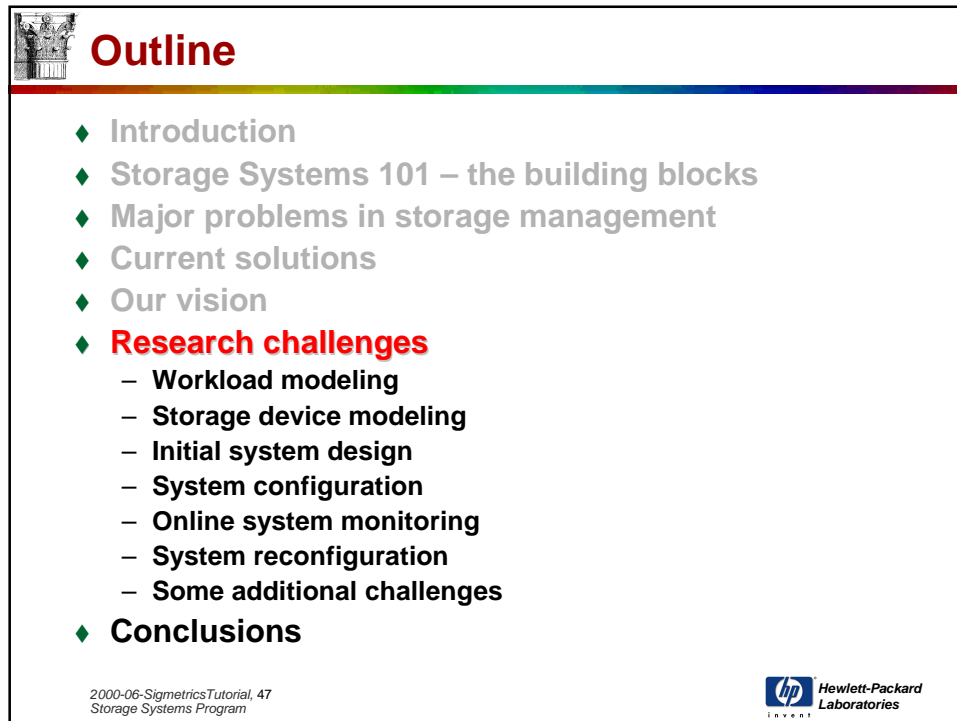 Outline
♦ Introduction
♦ Storage Systems 101 – the building blocks
♦ Major problems in storage management
♦ Current solutions
♦ Our vision
♦ Research challenges
– Workload modeling
– Storage device modeling
– Initial system design
– System configuration
– Online system monitoring
– System reconfiguration
– Some additional challenges
♦ Conclusions
2000-06-SigmetricsTutorial, 47
Storage Systems Program
hp
invent
Hewlett-Packard
Laboratories